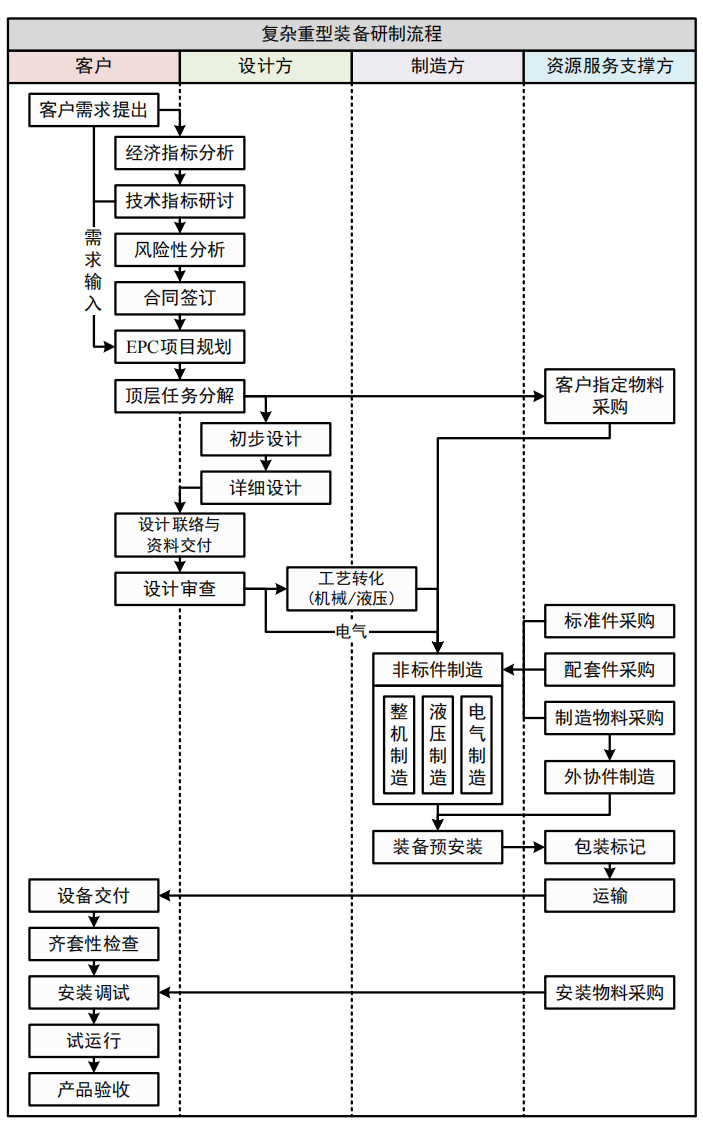 复杂重型装备研制流程
客户
设计方
制造方
资源服务支撑方
客户需求提出
经济指标分析
技术指标研讨
需求输入
风险性分析
合同签订
EPC项目规划
顶层任务分解
客户指定物料
采购
初步设计
详细设计
设计联络与
资料交付
设计审查
工艺转化
(机械/液压)
电气
标准件采购
非标件制造
配套件采购
整机制造
液压制造
电气制造
制造物料采购
外协件制造
装备预安装
包装标记
设备交付
运输
齐套性检查
安装调试
安装物料采购
试运行
产品验收